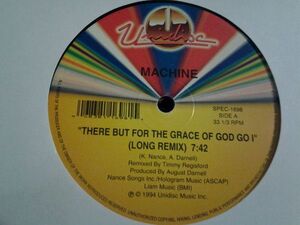 Unidisc
MACHINE
SPEC-1698
SIDE A
33 1/3 RPM
"THERE BUT FOR THE GRACE OF GOD GO I"
(LONG REMIX) 7:42
(K. Nance, A. Darnell)
Remixed by Timmy Regisford
Produced by August Darnell
Nance Songs Inc./Hologram Music (ASCAP)
Liam Music (BMI)
℗ © 1994 Unidisc Music Inc.